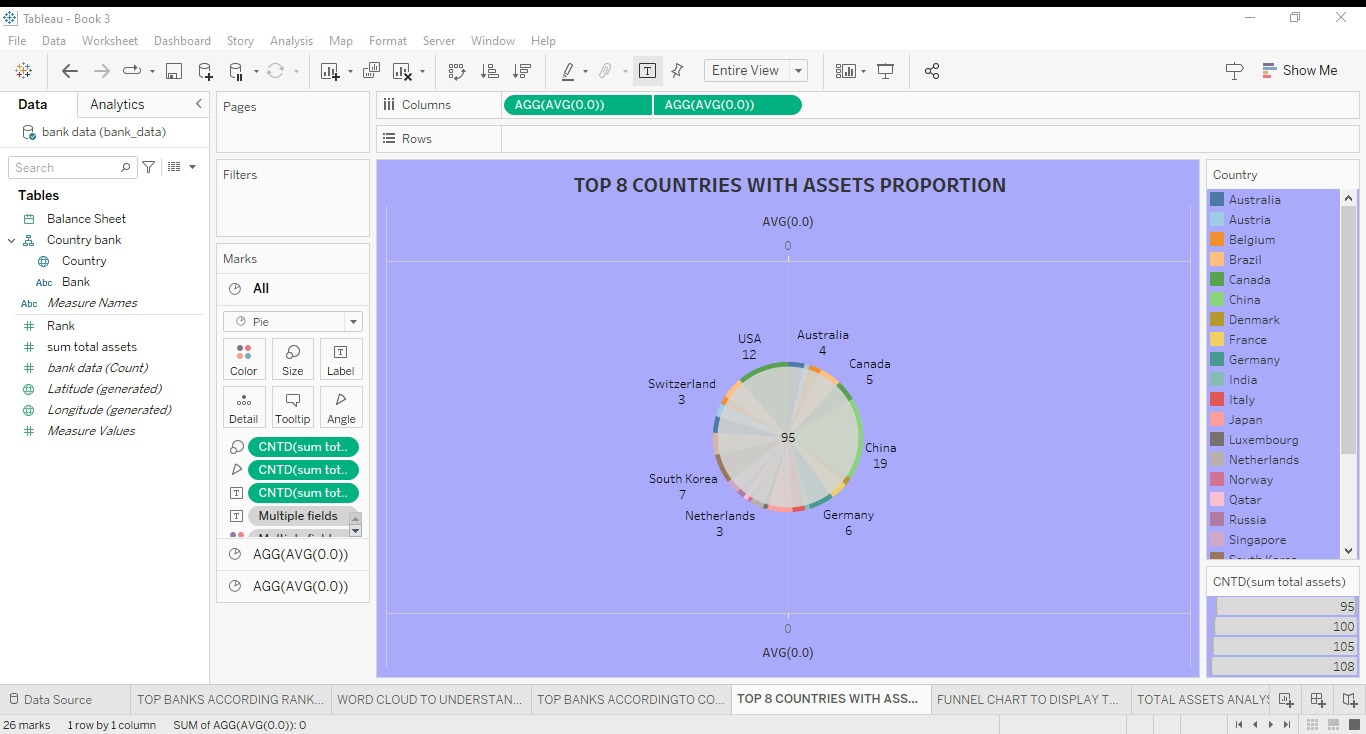 Tableau - Book 3
File Data Worksheet Dashboard Story Analysis Map Format Server Window Help
Entire View
Show Me
Data Analytics
bank data (bank_data)
Search
Tables
Balance Sheet
Country bank
Country
Abc Bank
Abc Measure Names
Rank
sum total assets
bank data (Count)
Latitude (generated)
Longitude (generated)
Measure Values
Pages
Filters
Marks
All
Pie
Color Size Label
Detail Tooltip Angle
CNTD(sum tot..
CNTD(sum tot..
CNTD(sum tot..
Multiple fields
AGG(AVG(0.0))
AGG(AVG(0.0))
Columns AGG(AVG(0.0)) AGG(AVG(0.0))
Rows
TOP 8 COUNTRIES WITH ASSETS PROPORTION
AVG(0.0)
0
USA
12
Australia
4
Canada
5
Switzerland
3
95
China
19
South Korea
7
Netherlands
3
Germany
6
0
AVG(0.0)
Country
Australia
Austria
Belgium
Brazil
Canada
China
Denmark
France
Germany
India
Italy
Japan
Luxembourg
Netherlands
Norway
Qatar
Russia
Singapore
CNTD(sum total assets)
95
100
105
108
Data Source TOP BANKS ACCORDING RANK... WORD CLOUD TO UNDERSTAN... TOP BANKS ACCORDINGTO CO... TOP 8 COUNTRIES WITH ASS... FUNNEL CHART TO DISPLAY T... TOTAL ASSETS ANALYS
26 marks 1 row by 1 column SUM of AGG(AVG(0.0)): 0